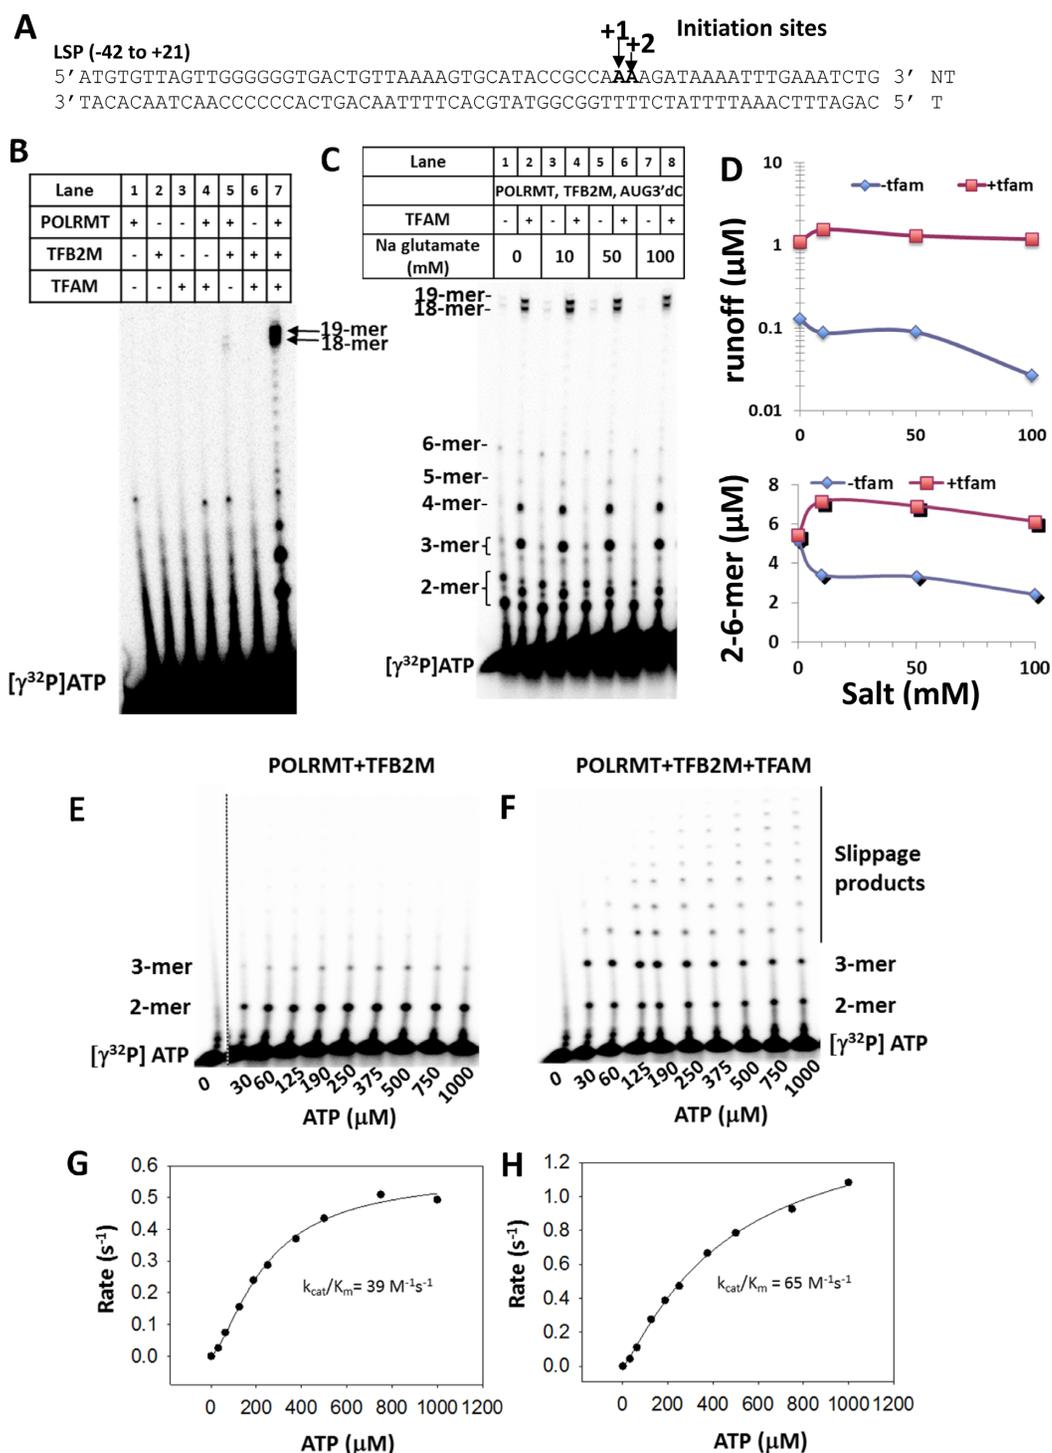 A
+1
+2
Initiation sites
LSP (-42 to +21)
5′ATGTGTTAGTTGGGGGGTGACTGTTAAAAGTGCATACCGCCAAAAGATAAAATTTGAAATCTG 3′ NT
3′TACACAATCAACCCCCCACTGACAATTTTCACGTATGGCGGTTTTCTATTTTAAACTTTAGAC 5′ T
B
Lane 1 2 3 4 5 6 7
POLRMT + - - + + - +
TFB2M - + - - + + +
TFAM - - + + - + +
19-mer
18-mer
[γ³²P]ATP
C
Lane 1 2 3 4 5 6 7 8
POLRMT, TFB2M, AUG3’dC
TFAM - + - + - + - +
Na glutamate (mM) 0 10 50 100
19-mer-
18-mer-
6-mer-
5-mer-
4-mer-
3-mer
2-mer
[γ³²P]ATP
D
-tfam +tfam
runoff (μM)
10
1
0.1
0.01
0 50 100
-tfam +tfam
2-6-mer (μM)
8
6
4
2
0
0 50 100
Salt (mM)
POLRMT+TFB2M
E
3-mer
2-mer
[γ³²P] ATP
0 30 60 125 190 250 375 500 750 1000
ATP (μM)
POLRMT+TFB2M+TFAM
F
Slippage
products
3-mer
2-mer
[γ³²P] ATP
0 30 60 125 190 250 375 500 750 1000
ATP (μM)
G
Rate (s⁻¹)
0.6
0.5
0.4
0.3
0.2
0.1
0.0
kcat/Km= 39 M⁻¹s⁻¹
0 200 400 600 800 1000 1200
ATP (μM)
H
Rate (s⁻¹)
1.2
1.0
0.8
0.6
0.4
0.2
0.0
kcat/Km = 65 M⁻¹s⁻¹
0 200 400 600 800 1000 1200
ATP (μM)